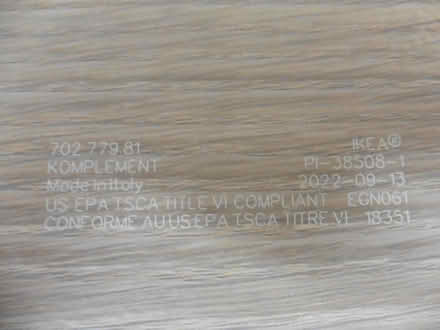 702.779.81 IKEA®
KOMPLEMENT PI-38508-1
Made in Italy 2022-09-13
US EPA TSCA TITLE VI COMPLIANT EGN061
CONFORME AU US EPA TSCA TITRE VI 18351